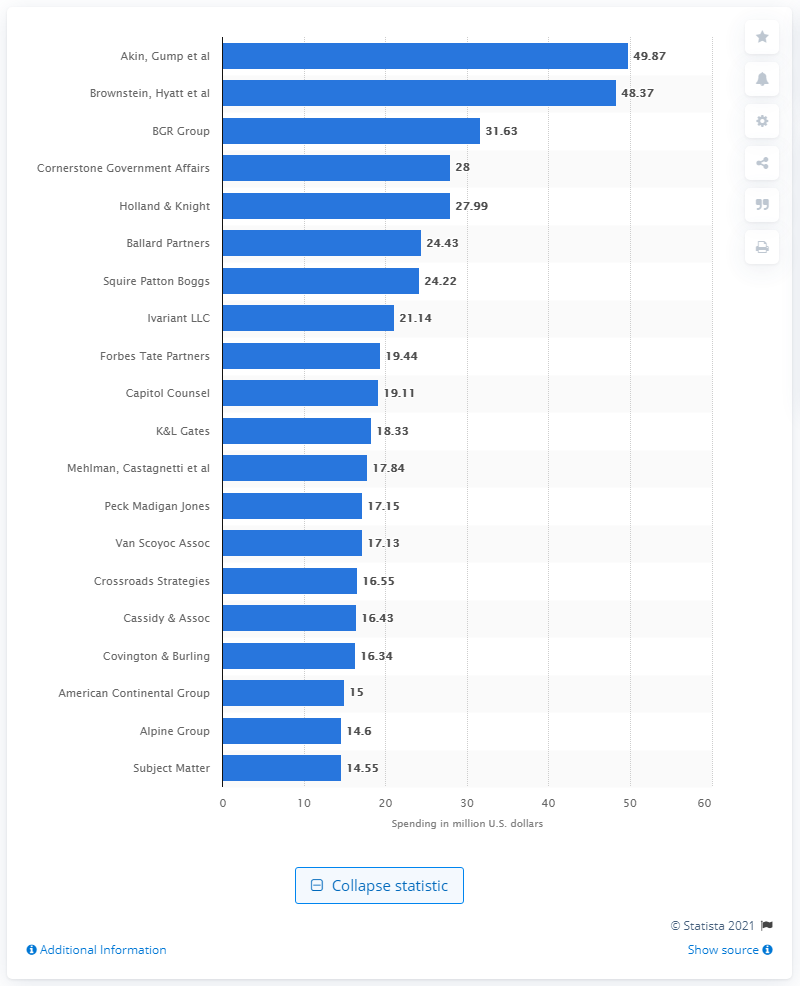 Akin, Gump et al 49.87
Brownstein, Hyatt et al 48.37
BGR Group 31.63
Cornerstone Government Affairs 28
Holland & Knight 27.99
Ballard Partners 24.43
Squire Patton Boggs 24.22
Ivariant LLC 21.14
Forbes Tate Partners 19.44
Capitol Counsel 19.11
K&L Gates 18.33
Mehlman, Castagnetti et al 17.84
Peck Madigan Jones 17.15
Van Scoyoc Assoc 17.13
Crossroads Strategies 16.55
Cassidy & Assoc 16.43
Covington & Burling 16.34
American Continental Group 15
Alpine Group 14.6
Subject Matter 14.55
0 10 20 30 40 50 60
Spending in million U.S. dollars
Collapse statistic
© Statista 2021
Additional Information Show source